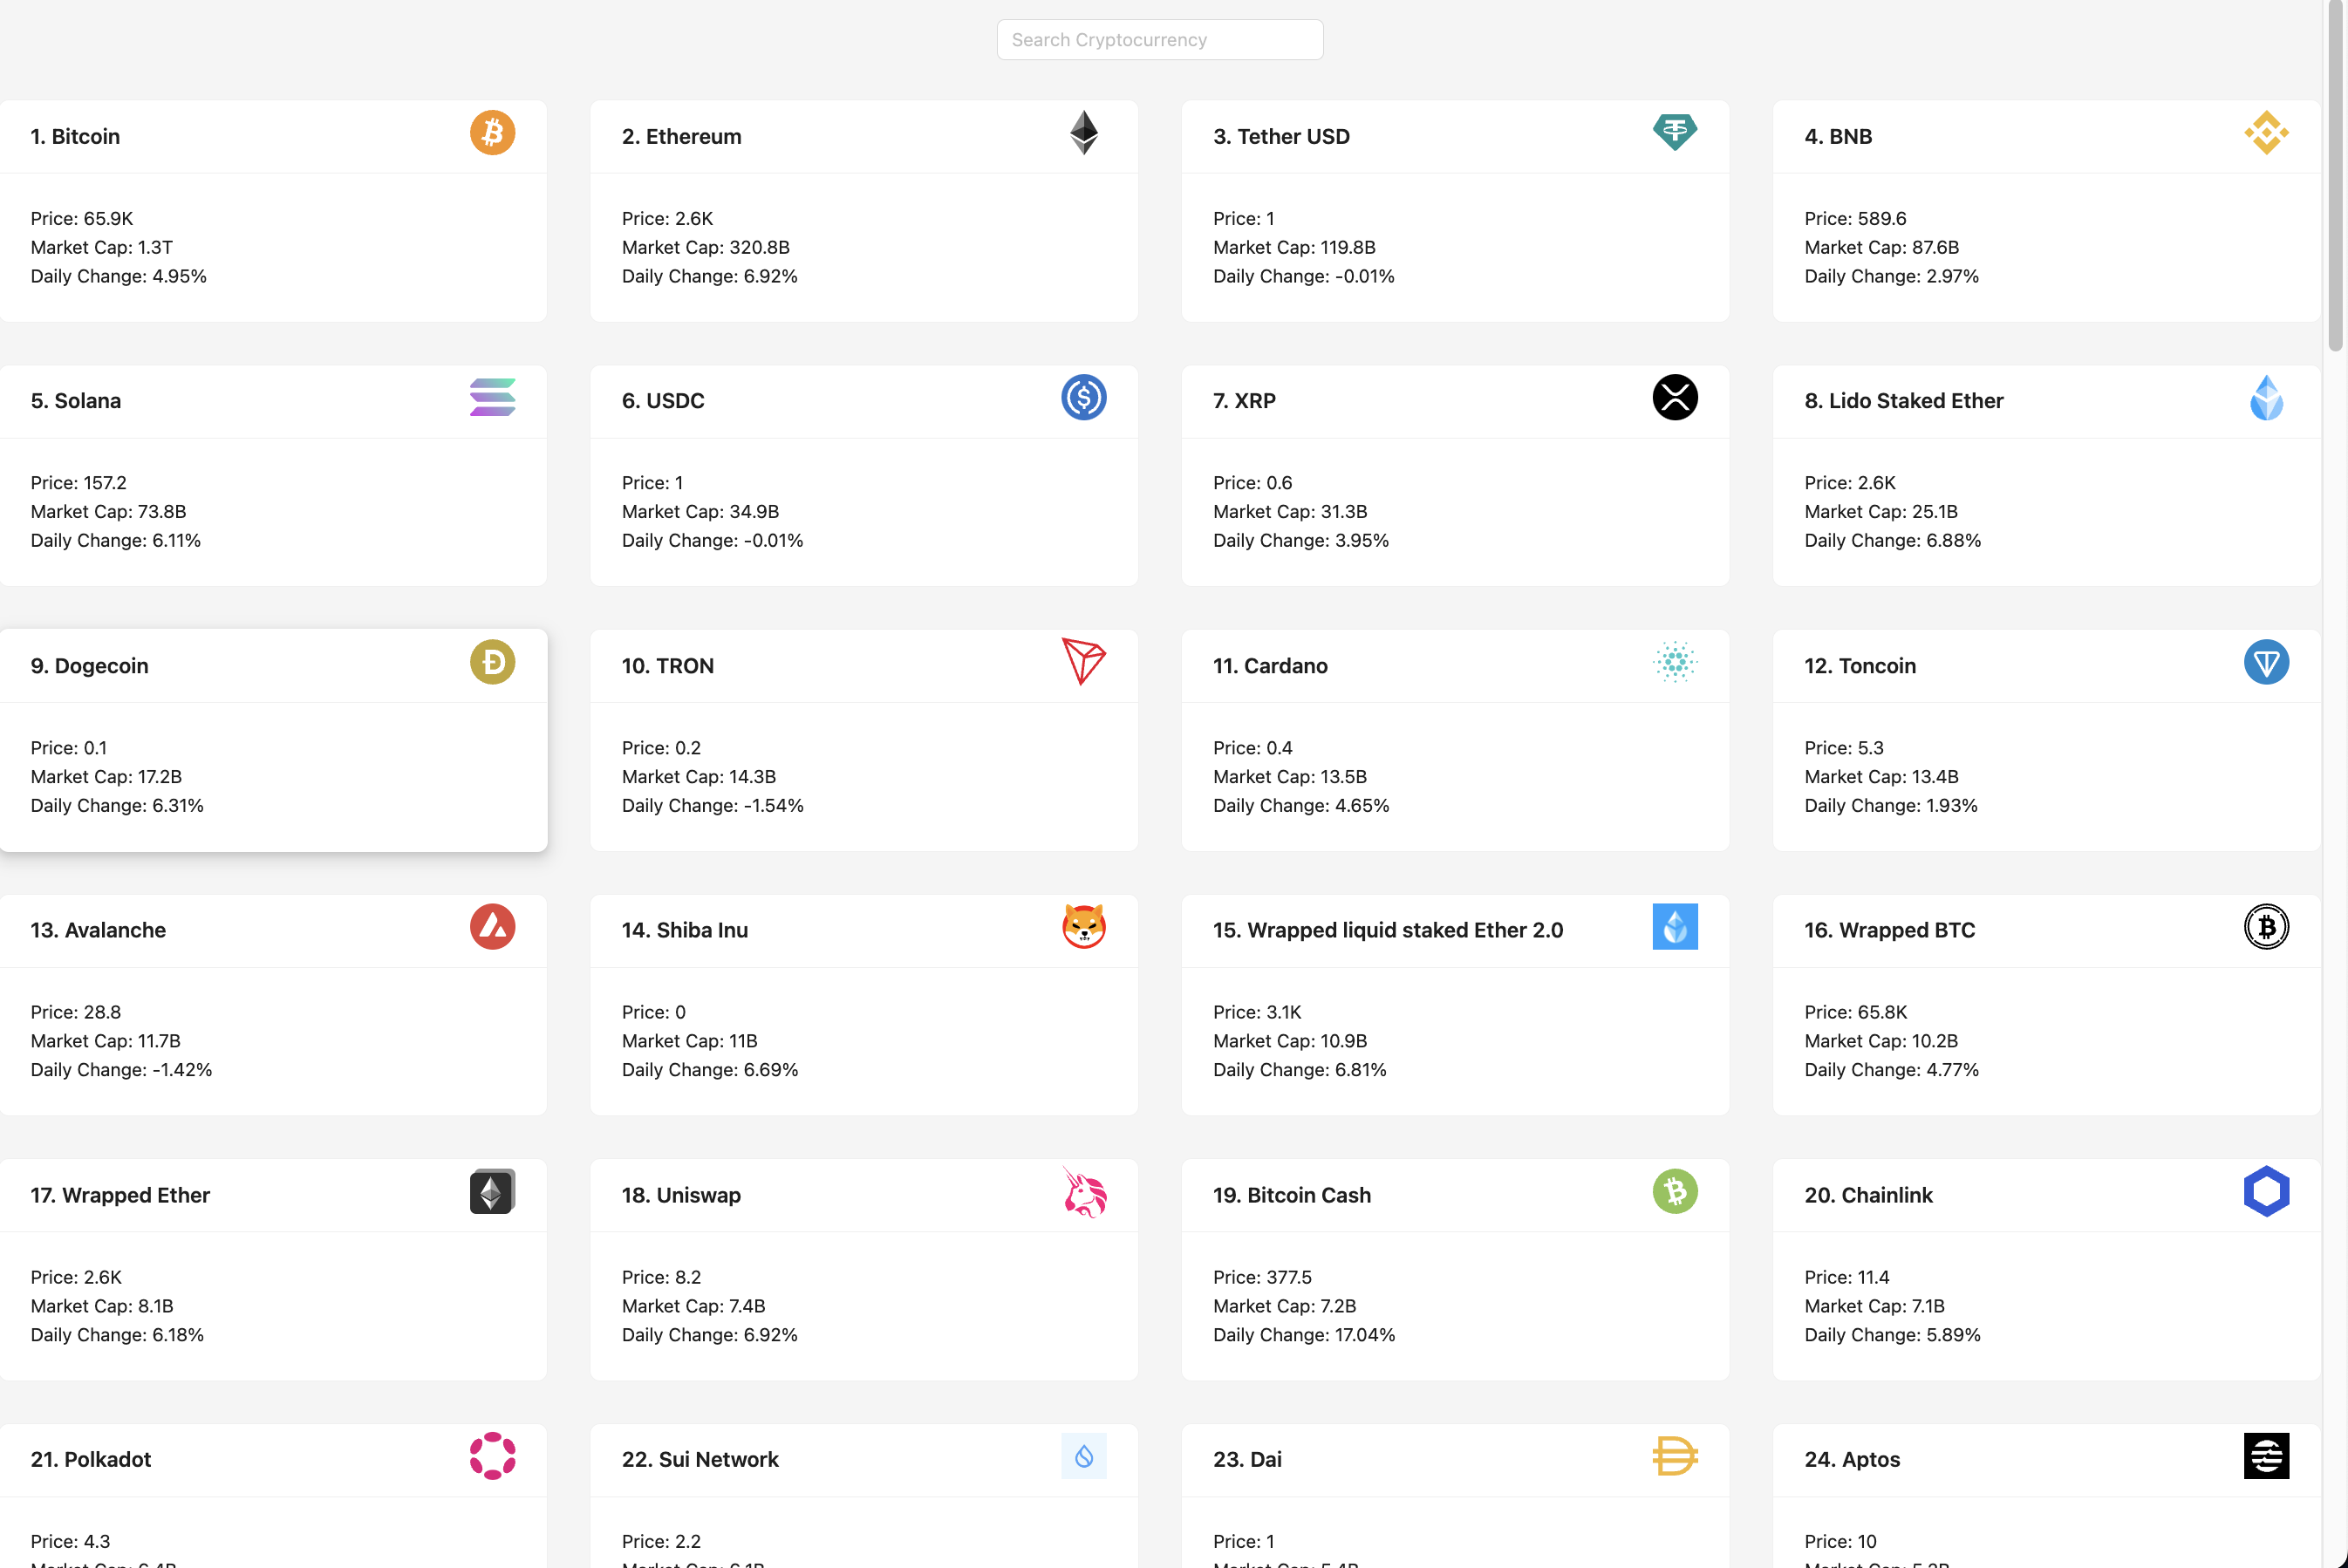 Search Cryptocurrency
1. Bitcoin
Price: 65.9K
Market Cap: 1.3T
Daily Change: 4.95%
2. Ethereum
Price: 2.6K
Market Cap: 320.8B
Daily Change: 6.92%
3. Tether USD
Price: 1
Market Cap: 119.8B
Daily Change: -0.01%
4. BNB
Price: 589.6
Market Cap: 87.6B
Daily Change: 2.97%
5. Solana
Price: 157.2
Market Cap: 73.8B
Daily Change: 6.11%
6. USDC
Price: 1
Market Cap: 34.9B
Daily Change: -0.01%
7. XRP
Price: 0.6
Market Cap: 31.3B
Daily Change: 3.95%
8. Lido Staked Ether
Price: 2.6K
Market Cap: 25.1B
Daily Change: 6.88%
9. Dogecoin
Price: 0.1
Market Cap: 17.2B
Daily Change: 6.31%
10. TRON
Price: 0.2
Market Cap: 14.3B
Daily Change: -1.54%
11. Cardano
Price: 0.4
Market Cap: 13.5B
Daily Change: 4.65%
12. Toncoin
Price: 5.3
Market Cap: 13.4B
Daily Change: 1.93%
13. Avalanche
Price: 28.8
Market Cap: 11.7B
Daily Change: -1.42%
14. Shiba Inu
Price: 0
Market Cap: 11B
Daily Change: 6.69%
15. Wrapped liquid staked Ether 2.0
Price: 3.1K
Market Cap: 10.9B
Daily Change: 6.81%
16. Wrapped BTC
Price: 65.8K
Market Cap: 10.2B
Daily Change: 4.77%
17. Wrapped Ether
Price: 2.6K
Market Cap: 8.1B
Daily Change: 6.18%
18. Uniswap
Price: 8.2
Market Cap: 7.4B
Daily Change: 6.92%
19. Bitcoin Cash
Price: 377.5
Market Cap: 7.2B
Daily Change: 17.04%
20. Chainlink
Price: 11.4
Market Cap: 7.1B
Daily Change: 5.89%
21. Polkadot
Price: 4.3
Market Cap:
22. Sui Network
Price: 2.2
Market Cap:
23. Dai
Price: 1
Market Cap:
24. Aptos
Price: 10
Market Cap: